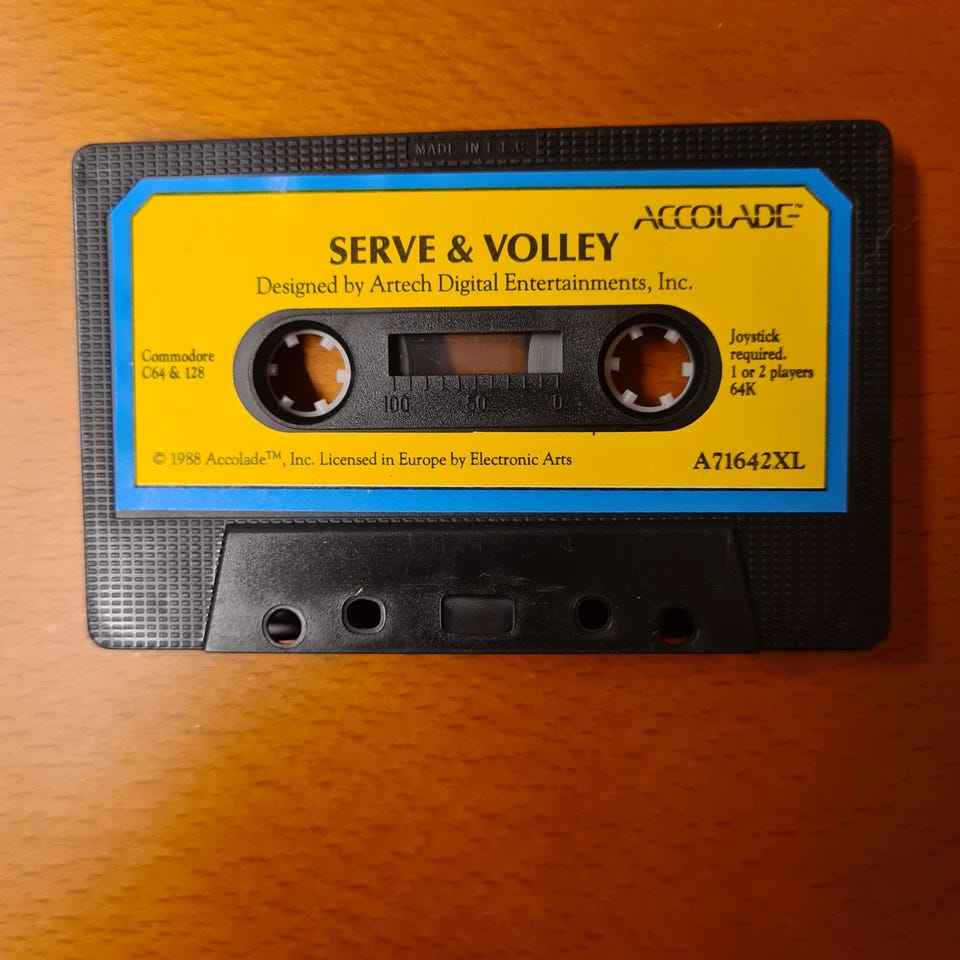 MADE IN E.E.C.
ACCOLADE™
SERVE & VOLLEY
Designed by Artech Digital Entertainments, Inc.
Commodore
C64 & 128
Joystick
required.
1 or 2 players
64K
100 50 0
© 1988 Accolade™, Inc. Licensed in Europe by Electronic Arts
A71642XL